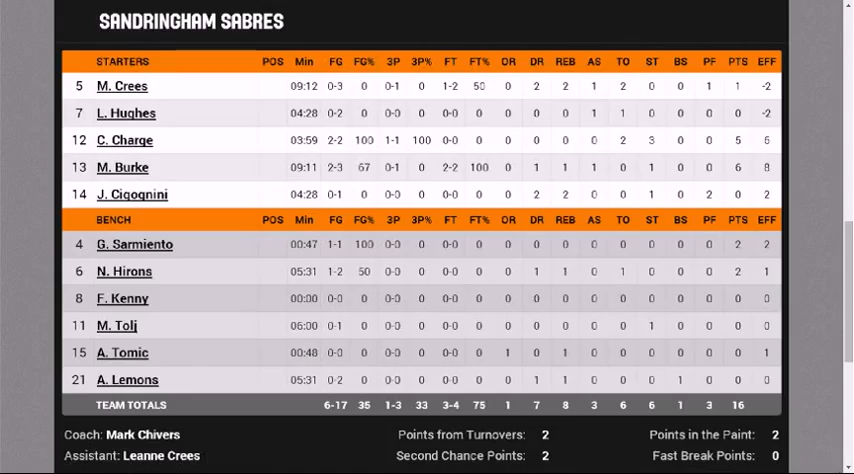 SANDRINGHAM SABRES
STARTERS POS Min FG FG% 3P 3P% FT FT% OR DR REB AS TO ST BS PF PTS EFF
5 M. Crees 09:12 0-3 0 0-1 0 1-2 50 0 2 2 1 2 0 0 1 1 -2
7 L. Hughes 04:28 0-2 0 0-0 0 0-0 0 0 0 0 1 1 0 0 0 0 -2
12 C. Charge 03:59 2-2 100 1-1 100 0-0 0 0 0 0 0 2 3 0 0 5 6
13 M. Burke 09:11 2-3 67 0-1 0 2-2 100 0 1 1 1 0 1 0 0 6 8
14 J. Cigognini 04:28 0-1 0 0-0 0 0-0 0 0 2 2 0 0 1 0 2 0 2
BENCH POS Min FG FG% 3P 3P% FT FT% OR DR REB AS TO ST BS PF PTS EFF
4 G. Sarmiento 00:47 1-1 100 0-0 0 0-0 0 0 0 0 0 0 0 0 0 2 2
6 N. Hirons 05:31 1-2 50 0-0 0 0-0 0 0 1 1 0 1 0 0 0 2 1
8 F. Kenny 00:00 0-0 0 0-0 0 0-0 0 0 0 0 0 0 0 0 0 0 0
11 M. Tolj 06:00 0-1 0 0-0 0 0-0 0 0 0 0 0 0 1 0 0 0 0
15 A. Tomic 00:48 0-0 0 0-0 0 0-0 0 1 0 1 0 0 0 0 0 0 1
21 A. Lemons 05:31 0-2 0 0-0 0 0-0 0 0 1 1 0 0 0 1 0 0 0
TEAM TOTALS 6-17 35 1-3 33 3-4 75 1 7 8 3 6 6 1 3 16
Coach: Mark Chivers Points from Turnovers: 2 Points in the Paint: 2
Assistant: Leanne Crees Second Chance Points: 2 Fast Break Points: 0